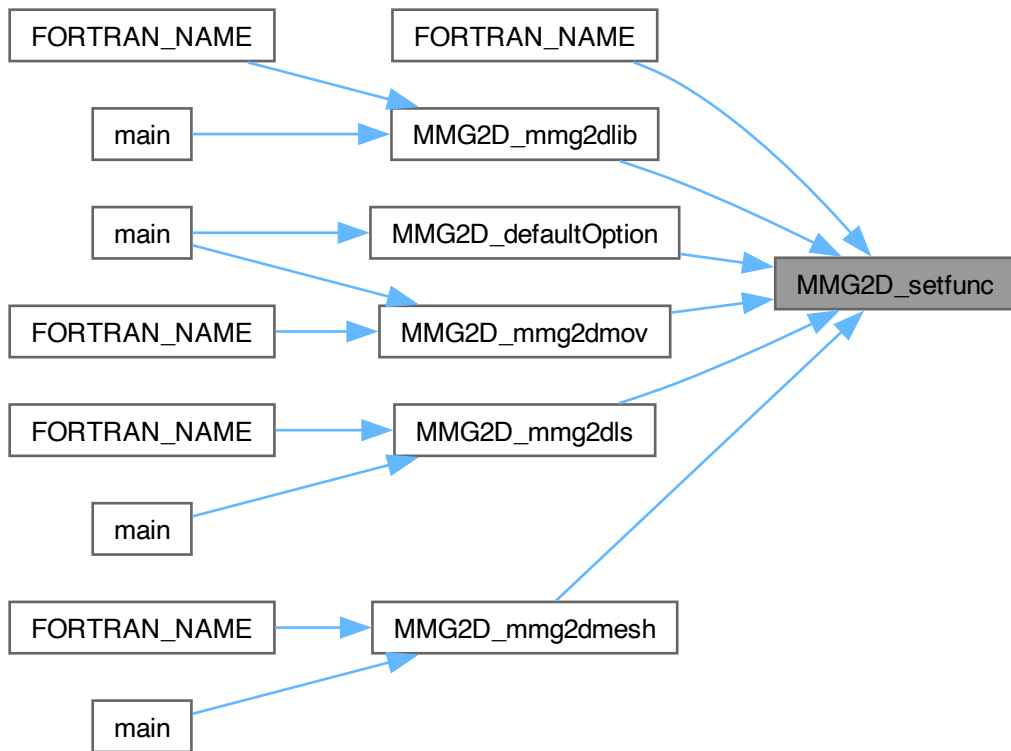 FORTRAN_NAME
FORTRAN_NAME
main
MMG2D_mmg2dlib
main
MMG2D_defaultOption
MMG2D_setfunc
FORTRAN_NAME
MMG2D_mmg2dmov
FORTRAN_NAME
MMG2D_mmg2dls
main
FORTRAN_NAME
MMG2D_mmg2dmesh
main